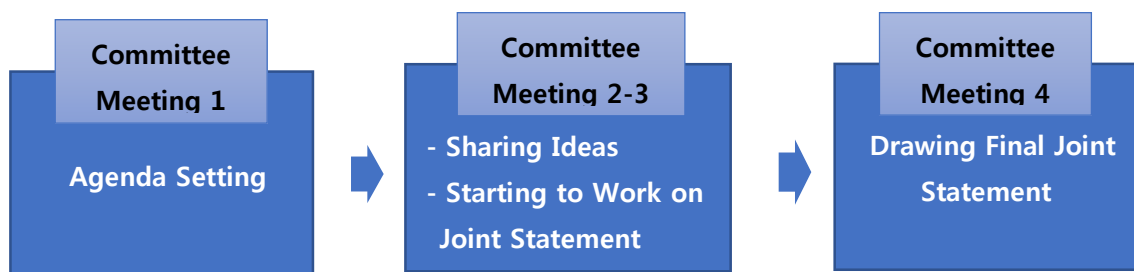 Committee
Meeting 1
Agenda Setting
Committee
Meeting 2-3
- Sharing Ideas
- Starting to Work on
Joint Statement
Committee
Meeting 4
Drawing Final Joint
Statement